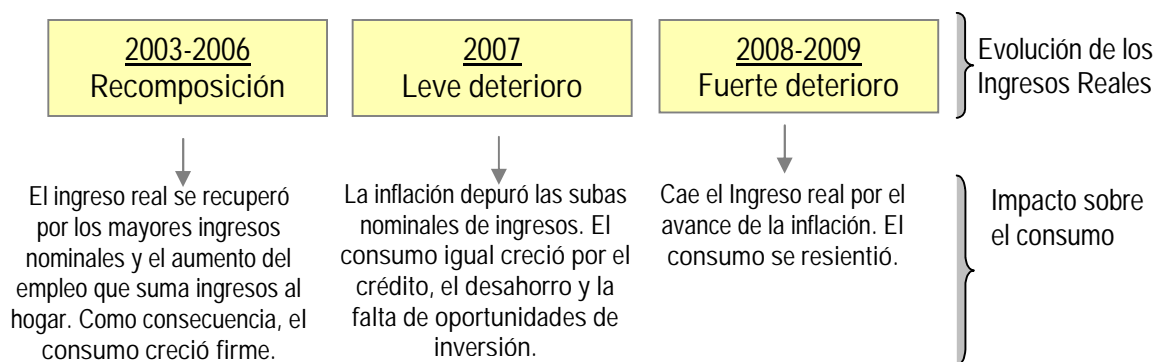 2003-2006
Recomposición
2007
Leve deterioro
2008-2009
Fuerte deterioro
Evolución de los
Ingresos Reales
El ingreso real se recuperó
por los mayores ingresos
nominales y el aumento del
empleo que suma ingresos al
hogar. Como consecuencia, el
consumo creció firme.
La inflación depuró las subas
nominales de ingresos. El
consumo igual creció por el
crédito, el desahorro y la
falta de oportunidades de
inversión.
Cae el Ingreso real por el
avance de la inflación. El
consumo se resientió.
Impacto sobre
el consumo